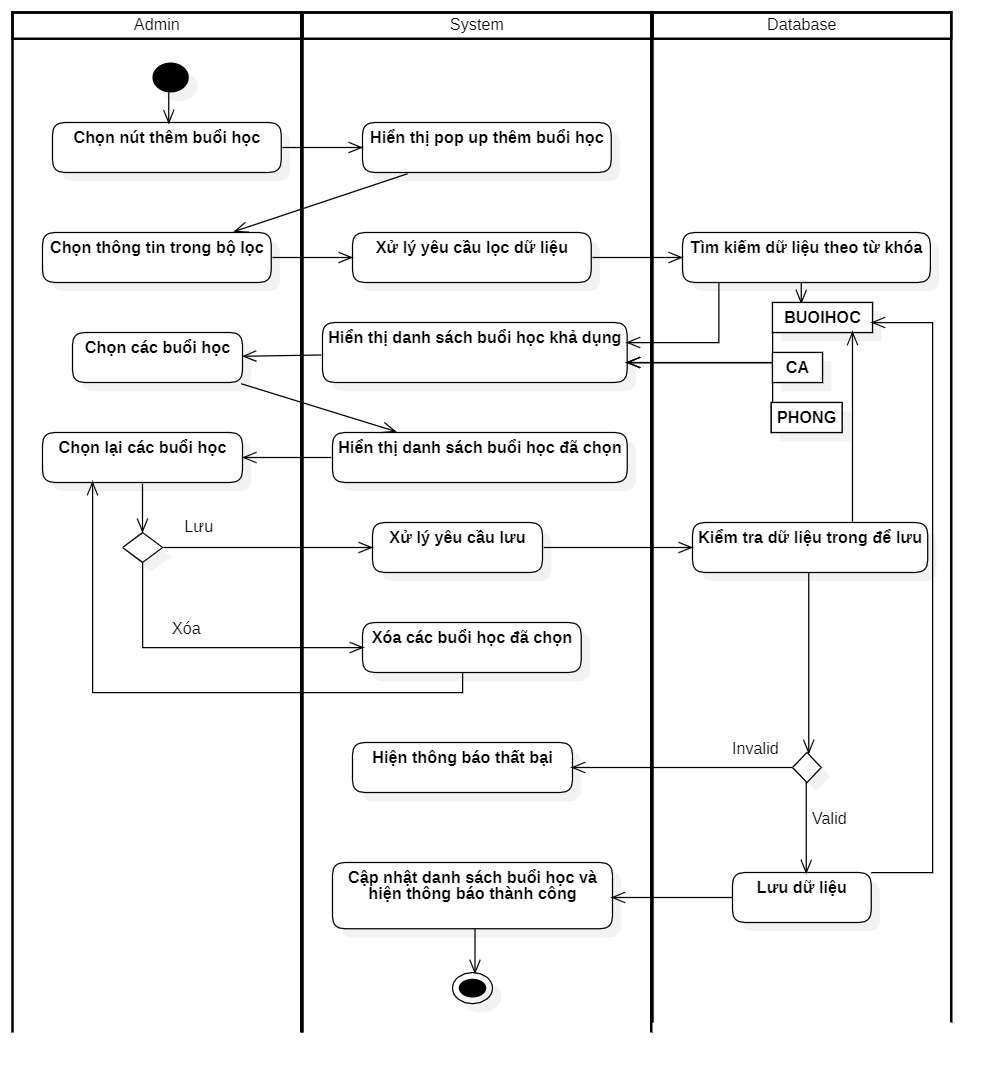 Admin
System
Database
Chọn nút thêm buổi học
Hiển thị pop up thêm buổi học
Chọn thông tin trong bộ lọc
Xử lý yêu cầu lọc dữ liệu
Tìm kiếm dữ liệu theo từ khóa
BUOIHOC
Hiển thị danh sách buổi học khả dụng
Chọn các buổi học
CA
PHONG
Chọn lại các buổi học
Hiển thị danh sách buổi học đã chọn
Lưu
Xử lý yêu cầu lưu
Kiểm tra dữ liệu trong để lưu
Xóa
Xóa các buổi học đã chọn
Invalid
Hiện thông báo thất bại
Valid
Cập nhật danh sách buổi học và
hiện thông báo thành công
Lưu dữ liệu